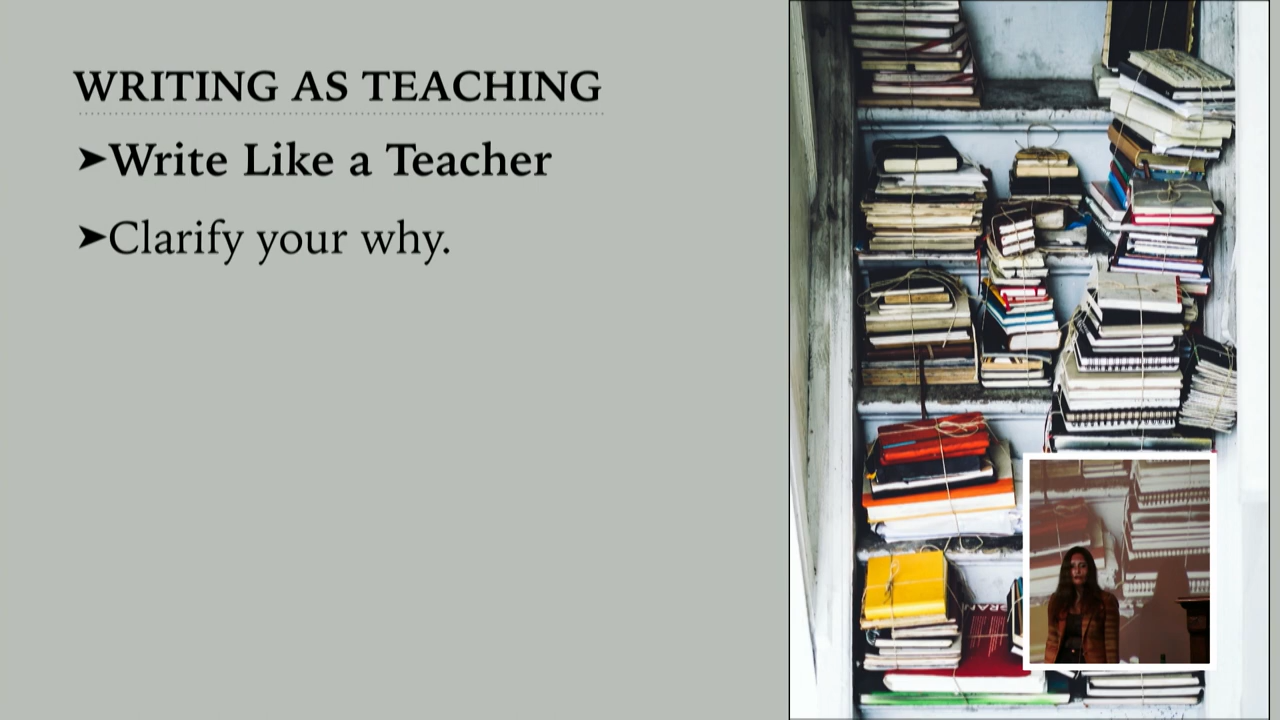 WRITING AS TEACHING
➤Write Like a Teacher
➤Clarify your why.